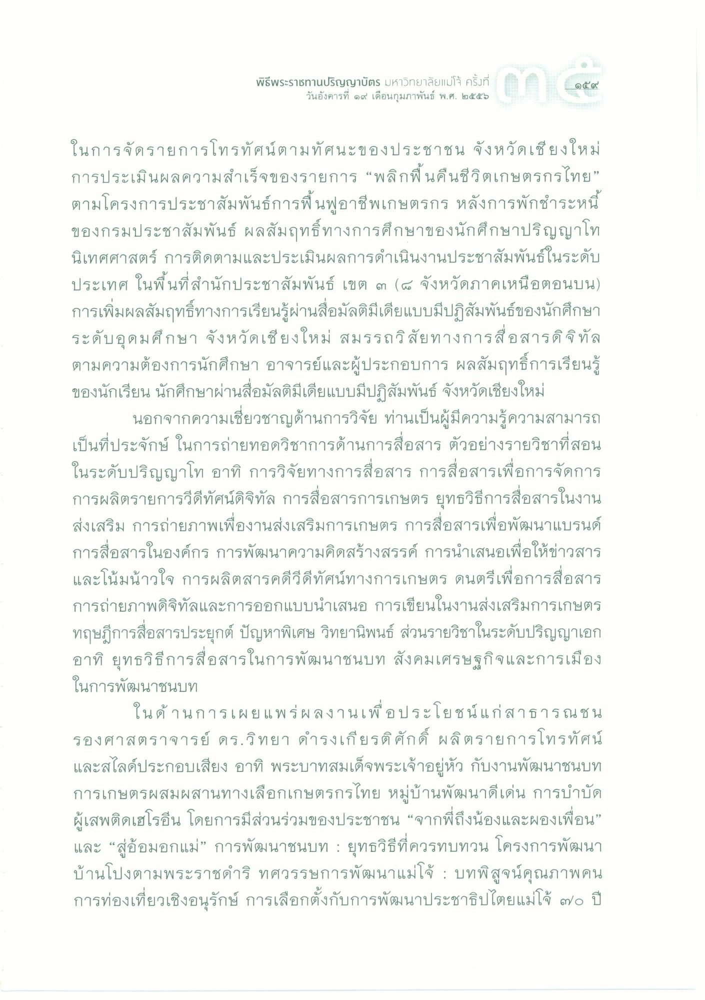 พิธีพระราชทานปริญญาบัตร มหาวิทยาลัยแม่โจ้ ครั้งที่ ๓๕
วันอังคารที่ ๑๙ เดือนกุมภาพันธ์ พ.ศ. ๒๕๕๖
๑๕๙
ในการจัดรายการโทรทัศน์ตามทัศนะของประชาชน จังหวัดเชียงใหม่
การประเมินผลความสำเร็จของรายการ “พลิกฟื้นคืนชีวิตเกษตรกรไทย”
ตามโครงการประชาสัมพันธ์การฟื้นฟูอาชีพเกษตรกร หลังการพักชำระหนี้
ของกรมประชาสัมพันธ์ ผลสัมฤทธิ์ทางการศึกษาของนักศึกษาปริญญาโท
นิเทศศาสตร์ การติดตามและประเมินผลการดำเนินงานประชาสัมพันธ์ในระดับ
ประเทศ ในพื้นที่สำนักประชาสัมพันธ์ เขต ๓ (๘ จังหวัดภาคเหนือตอนบน)
การเพิ่มผลสัมฤทธิ์ทางการเรียนรู้ผ่านสื่อมัลติมีเดียแบบมีปฏิสัมพันธ์ของนักศึกษา
ระดับอุดมศึกษา จังหวัดเชียงใหม่ สมรรถวิสัยทางการสื่อสารดิจิทัล
ตามความต้องการนักศึกษา อาจารย์และผู้ประกอบการ ผลสัมฤทธิ์การเรียนรู้
ของนักเรียน นักศึกษาผ่านสื่อมัลติมีเดียแบบมีปฏิสัมพันธ์ จังหวัดเชียงใหม่
นอกจากความเชี่ยวชาญด้านการวิจัย ท่านเป็นผู้มีความรู้ความสามารถ
เป็นที่ประจักษ์ ในการถ่ายทอดวิชาการด้านการสื่อสาร ตัวอย่างรายวิชาที่สอน
ในระดับปริญญาโท อาทิ การวิจัยทางการสื่อสาร การสื่อสารเพื่อการจัดการ
การผลิตรายการวีดีทัศน์ดิจิทัล การสื่อสารการเกษตร ยุทธวิธีการสื่อสารในงาน
ส่งเสริม การถ่ายภาพเพื่องานส่งเสริมการเกษตร การสื่อสารเพื่อพัฒนาแบรนด์
การสื่อสารในองค์กร การพัฒนาความคิดสร้างสรรค์ การนำเสนอเพื่อให้ข่าวสาร
และโน้มน้าวใจ การผลิตสารคดีวีดีทัศน์ทางการเกษตร ดนตรีเพื่อการสื่อสาร
การถ่ายภาพดิจิทัลและการออกแบบนำเสนอ การเขียนในงานส่งเสริมการเกษตร
ทฤษฎีการสื่อสารประยุกต์ ปัญหาพิเศษ วิทยานิพนธ์ ส่วนรายวิชาในระดับปริญญาเอก
อาทิ ยุทธวิธีการสื่อสารในการพัฒนาชนบท สังคมเศรษฐกิจและการเมือง
ในการพัฒนาชนบท
ในด้านการเผยแพร่ผลงานเพื่อประโยชน์แก่สาธารณชน
รองศาสตราจารย์ ดร.วิทยา ดำรงเกียรติศักดิ์ ผลิตรายการโทรทัศน์
และสไลด์ประกอบเสียง อาทิ พระบาทสมเด็จพระเจ้าอยู่หัว กับงานพัฒนาชนบท
การเกษตรผสมผสานทางเลือกเกษตรกรไทย หมู่บ้านพัฒนาดีเด่น การบำบัด
ผู้เสพติดเฮโรอีน โดยการมีส่วนร่วมของประชาชน “จากพี่ถึงน้องและผองเพื่อน”
และ “สู่อ้อมอกแม่” การพัฒนาชนบท : ยุทธวิธีที่ควรทบทวน โครงการพัฒนา
บ้านโปงตามพระราชดำริ ทศวรรษการพัฒนาแม่โจ้ : บทพิสูจน์คุณภาพคน
การท่องเที่ยวเชิงอนุรักษ์ การเลือกตั้งกับการพัฒนาประชาธิปไตยแม่โจ้ ๗๐ ปี